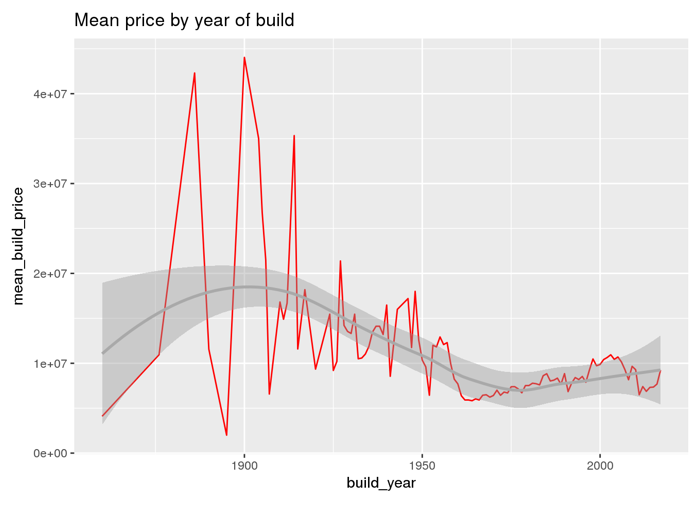 Mean price by year of build
4e+07
3e+07
2e+07
1e+07
0e+00
mean_build_price
1900 1950 2000
build_year